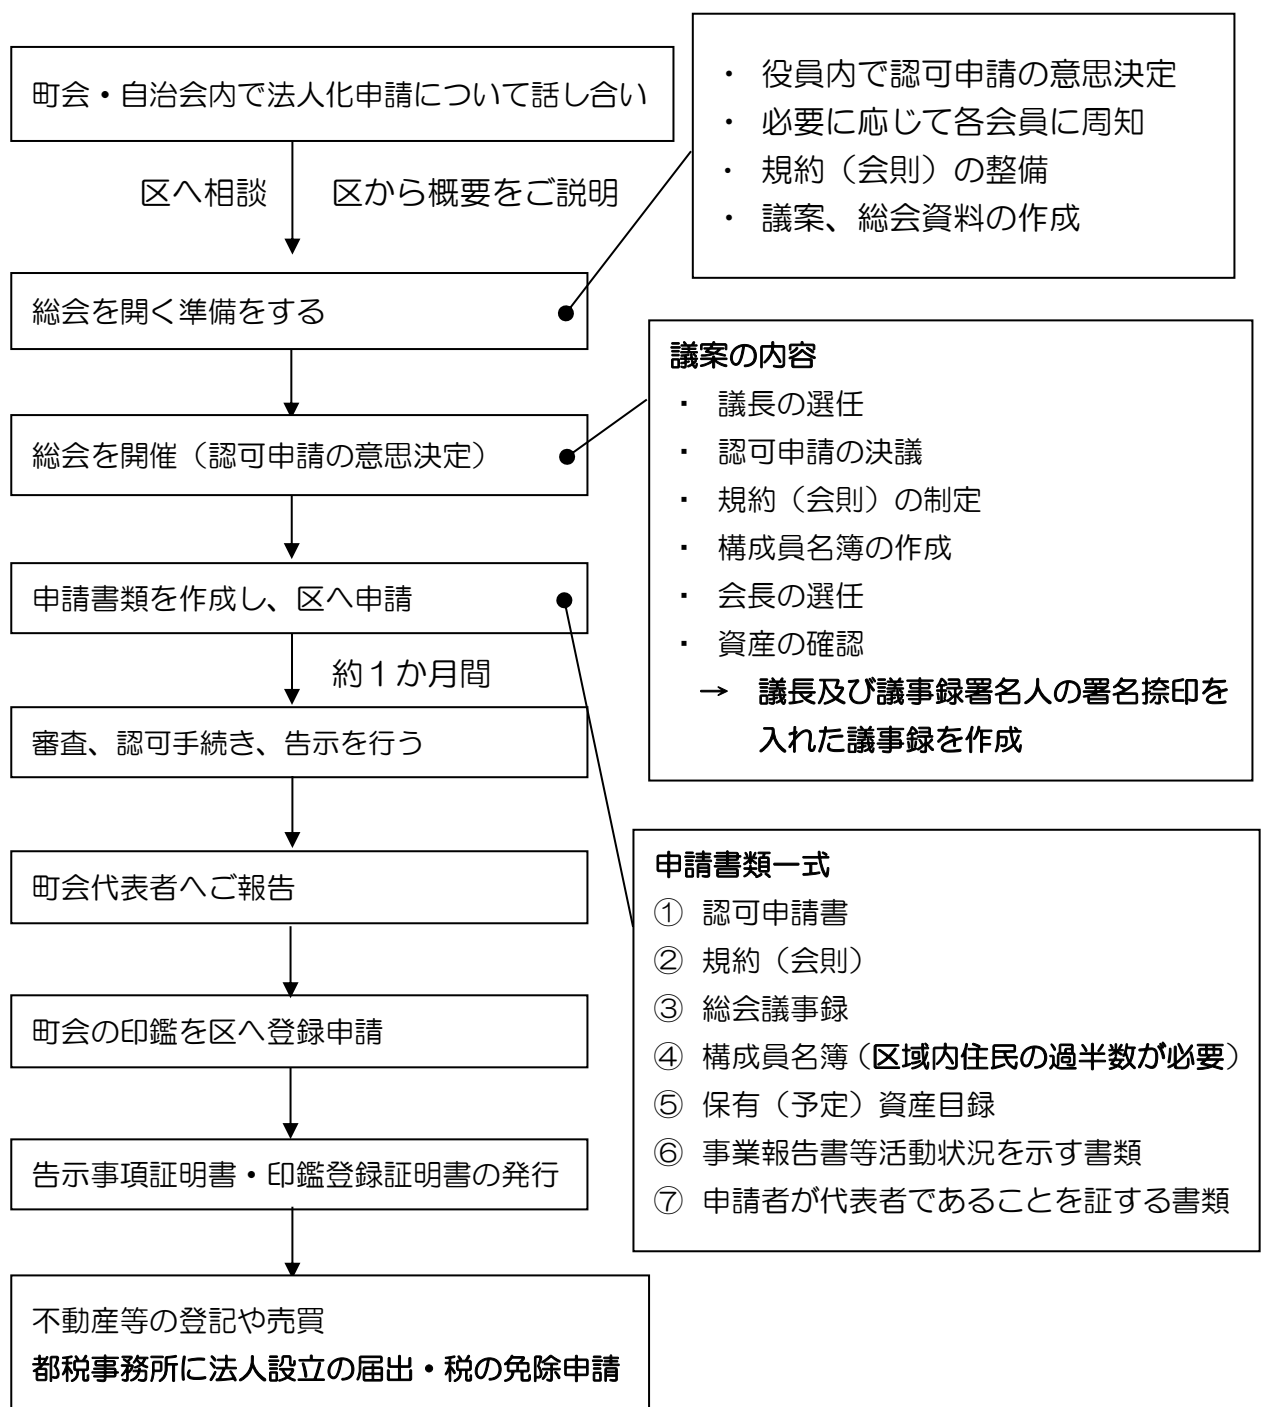 町会・自治会内で法人化申請について話し合い
区へ相談　区から概要をご説明
・　役員内で認可申請の意思決定
・　必要に応じて各会員に周知
・　規約（会則）の整備
・　議案、総会資料の作成
総会を開く準備をする
総会を開催（認可申請の意思決定）
議案の内容
・　議長の選任
・　認可申請の決議
・　規約（会則）の制定
・　構成員名簿の作成
・　会長の選任
・　資産の確認
→　議長及び議事録署名人の署名捺印を
入れた議事録を作成
申請書類を作成し、区へ申請
約１か月間
審査、認可手続き、告示を行う
申請書類一式
①　認可申請書
②　規約（会則）
③　総会議事録
④　構成員名簿（区域内住民の過半数が必要）
⑤　保有（予定）資産目録
⑥　事業報告書等活動状況を示す書類
⑦　申請者が代表者であることを証する書類
町会代表者へご報告
町会の印鑑を区へ登録申請
告示事項証明書・印鑑登録証明書の発行
不動産等の登記や売買
都税事務所に法人設立の届出・税の免除申請